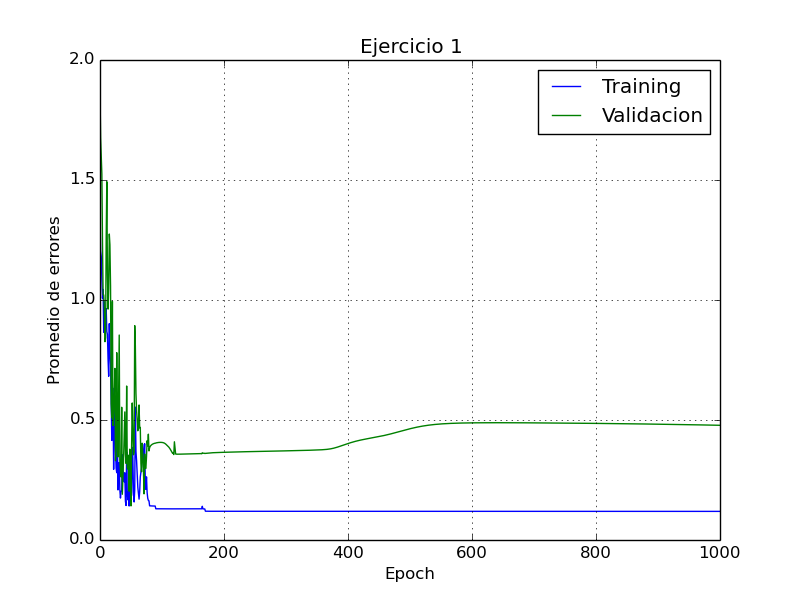 Ejercicio 1
Training
Validacion
Promedio de errores
2.0
1.5
1.0
0.5
0.0
0 200 400 600 800 1000
Epoch